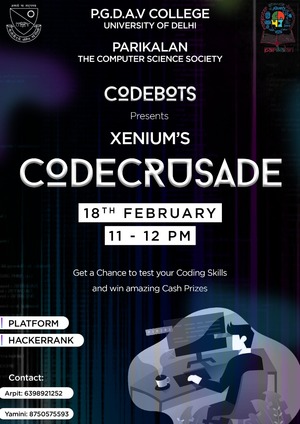 P.G.D.A.V COLLEGE
UNIVERSITY OF DELHI
PARIKALAN
THE COMPUTER SCIENCE SOCIETY
CODEBOTS
Presents
XENIUM'S
CODECRUSADE
18TH FEBRUARY
11 - 12 PM
Get a Chance to test your Coding Skills
and win amazing Cash Prizes
PLATFORM
HACKERRANK
Contact:
Arpit: 6398921252
Yamini: 8750575593